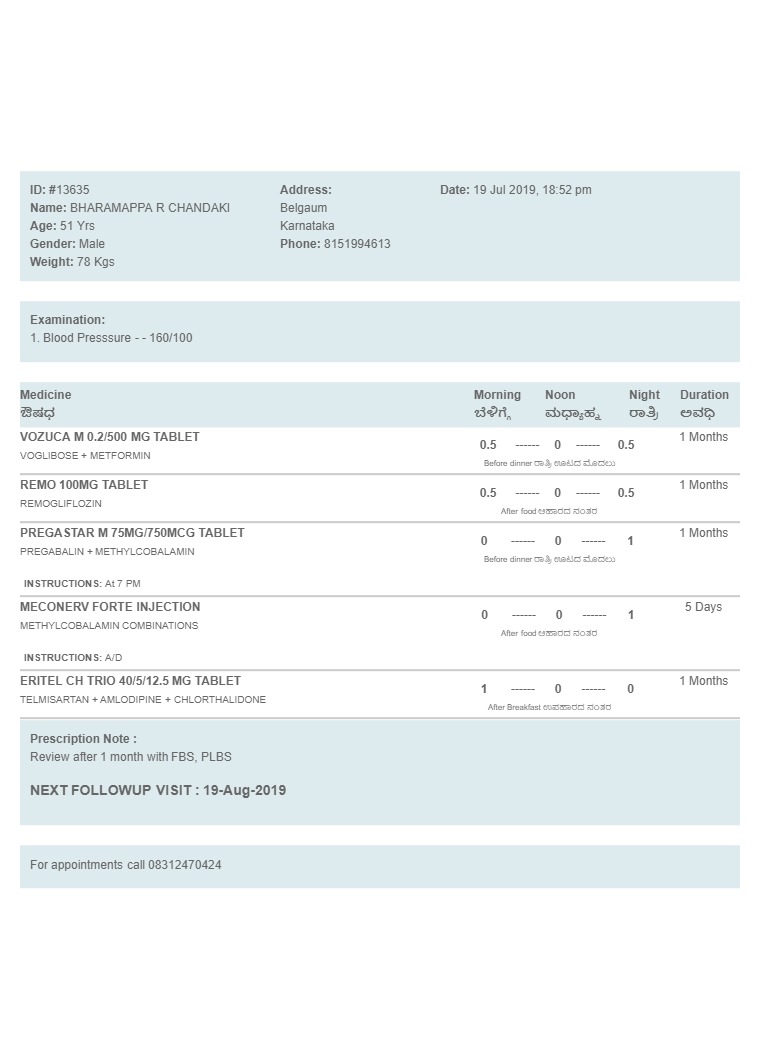 ID: #13635
Name: BHARAMAPPA R CHANDAKI
Age: 51 Yrs
Gender: Male
Weight: 78 Kgs
Address:
Belgaum
Karnataka
Phone: 8151994613
Date: 19 Jul 2019, 18:52 pm
Examination:
1. Blood Presssure - - 160/100
Medicine Morning Noon Night Duration
ಔಷಧ ಬೆಳಿಗ್ಗೆ ಮಧ್ಯಾಹ್ನ ರಾತ್ರಿ ಅವಧಿ
VOZUCA M 0.2/500 MG TABLET 0.5 ------ 0 ------ 0.5 1 Months
VOGLIBOSE + METFORMIN Before dinner ರಾತ್ರಿ ಊಟದ ಮೊದಲು
REMO 100MG TABLET 0.5 ------ 0 ------ 0.5 1 Months
REMOGLIFLOZIN After food ಆಹಾರದ ನಂತರ
PREGASTAR M 75MG/750MCG TABLET 0 ------ 0 ------ 1 1 Months
PREGABALIN + METHYLCOBALAMIN Before dinner ರಾತ್ರಿ ಊಟದ ಮೊದಲು
INSTRUCTIONS: At 7 PM
MECONERV FORTE INJECTION 0 ------ 0 ------ 1 5 Days
METHYLCOBALAMIN COMBINATIONS After food ಆಹಾರದ ನಂತರ
INSTRUCTIONS: A/D
ERITEL CH TRIO 40/5/12.5 MG TABLET 1 ------ 0 ------ 0 1 Months
TELMISARTAN + AMLODIPINE + CHLORTHALIDONE After Breakfast ಉಪಹಾರದ ನಂತರ
Prescription Note :
Review after 1 month with FBS, PLBS
NEXT FOLLOWUP VISIT : 19-Aug-2019
For appointments call 08312470424